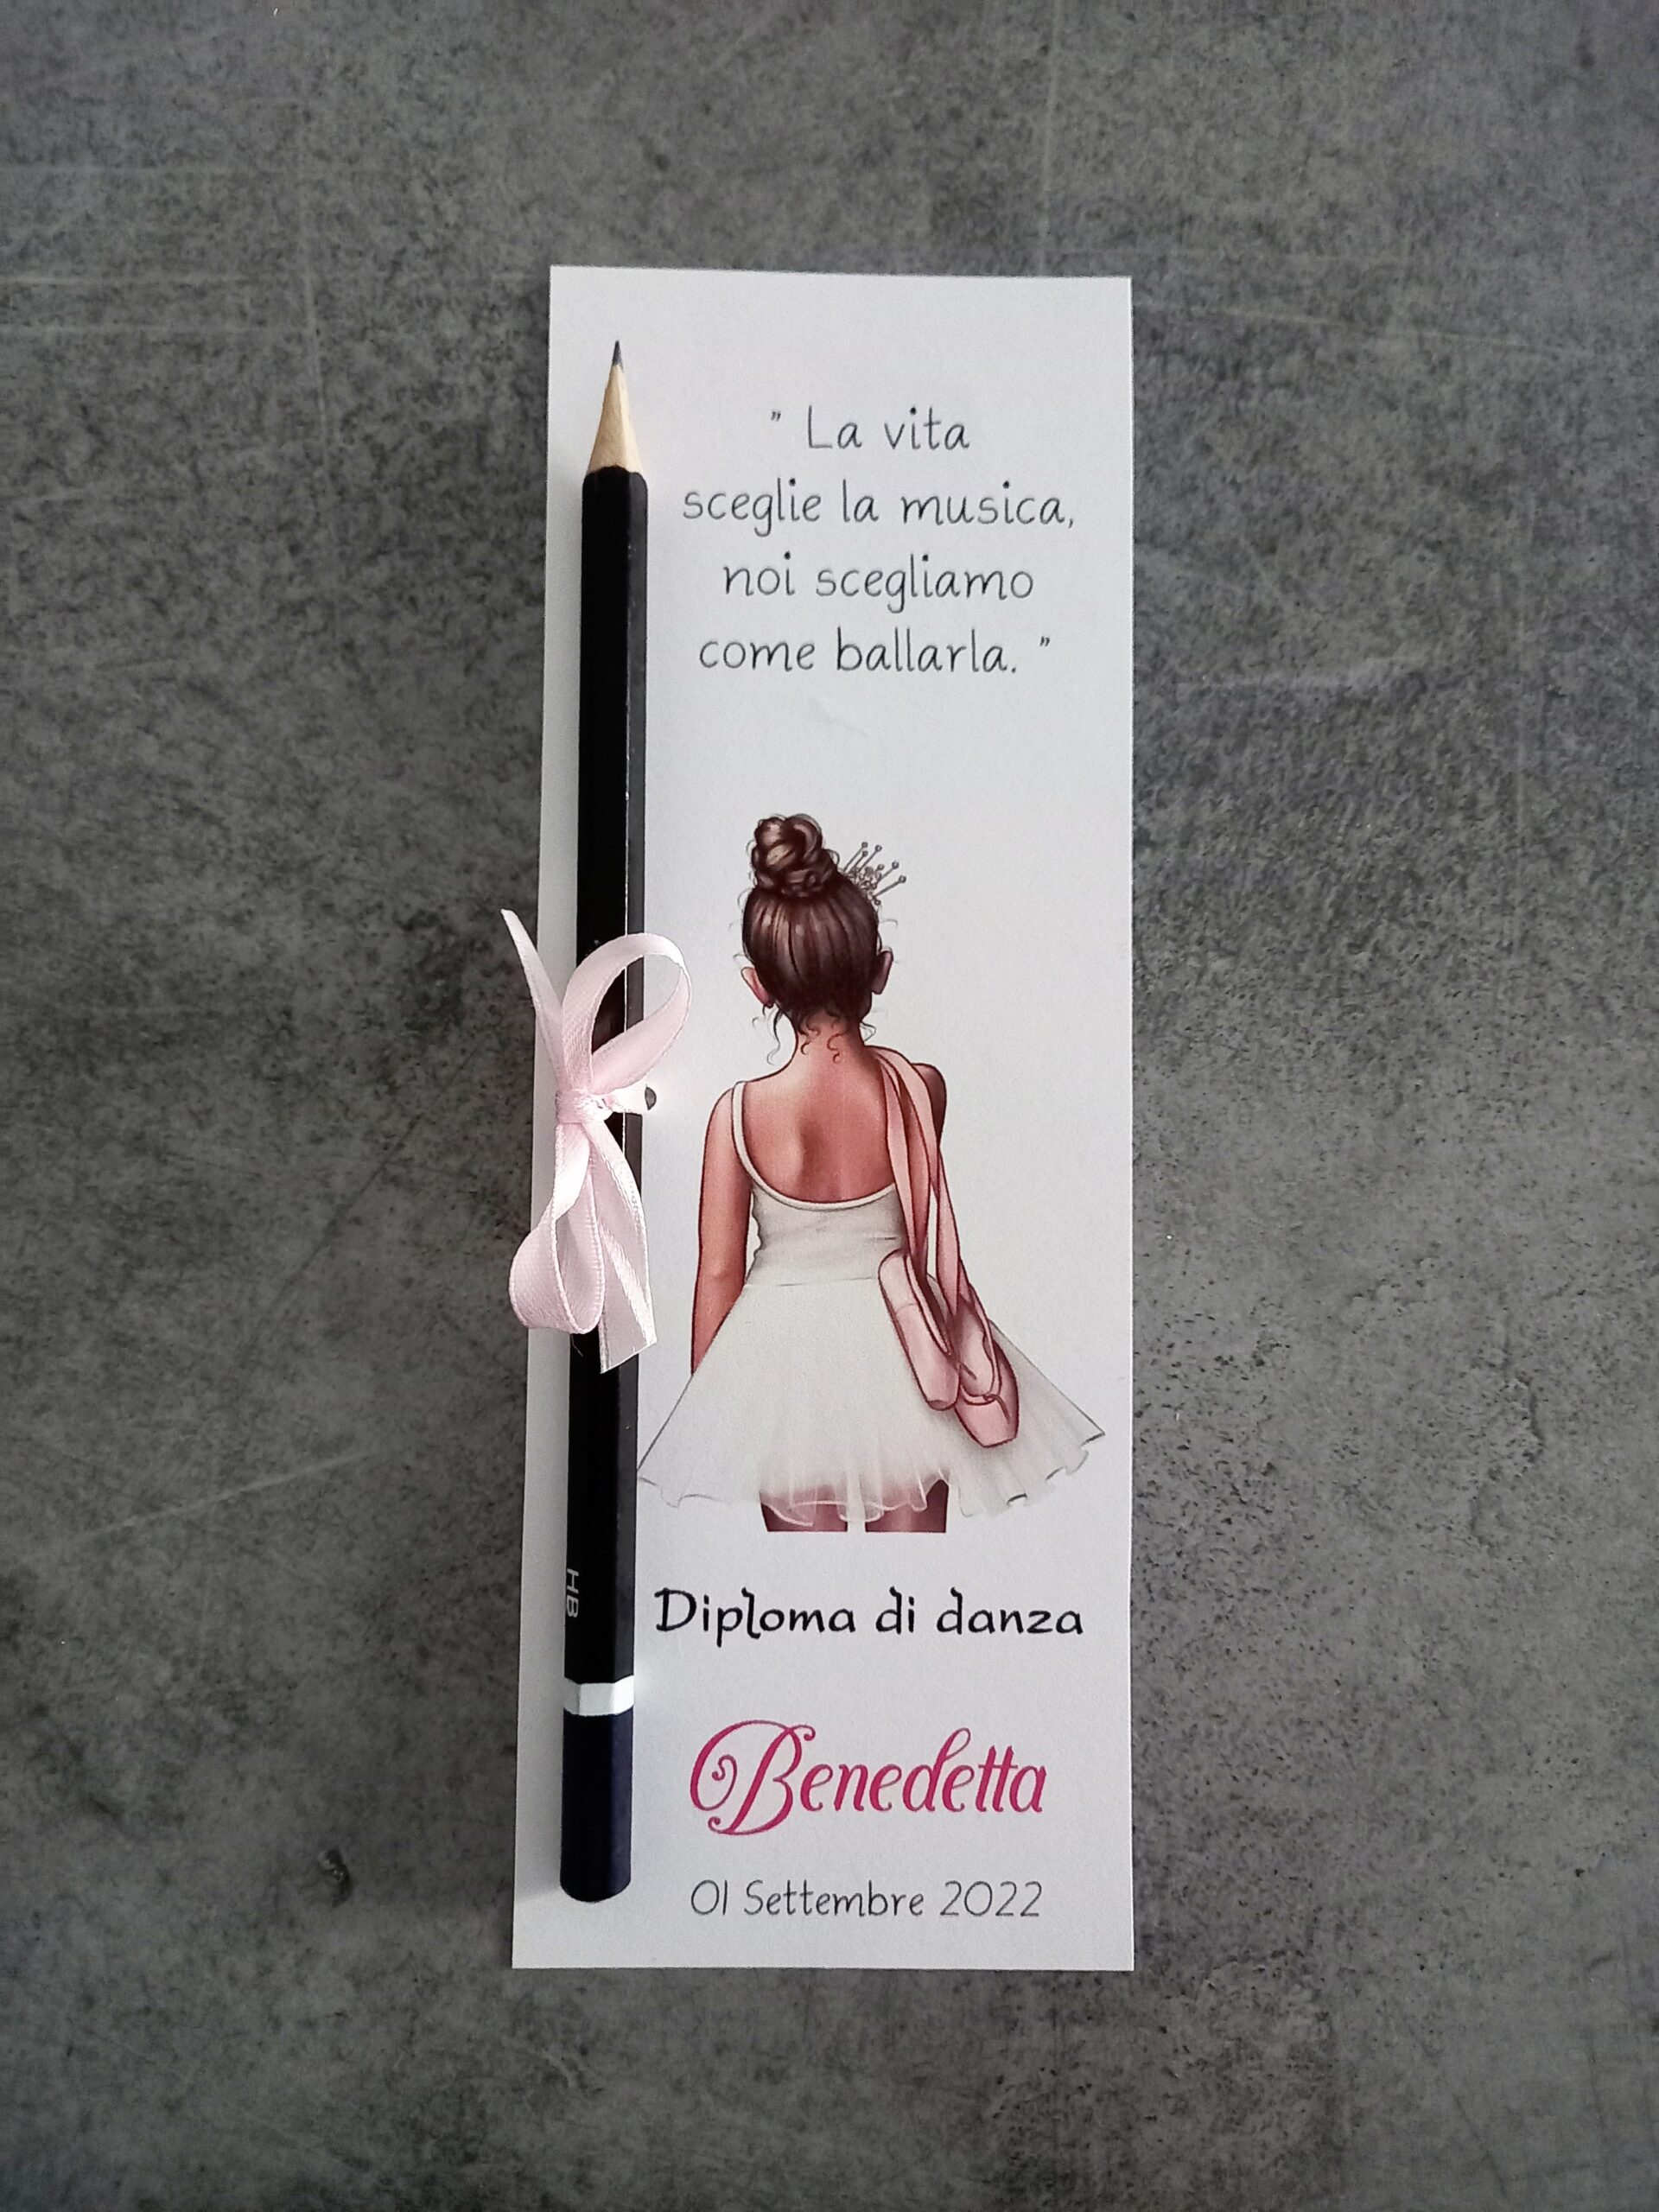 " La vita
sceglie la musica,
noi scegliamo
come ballarla. "
HB
Diploma di danza
Benedetta
01 Settembre 2022